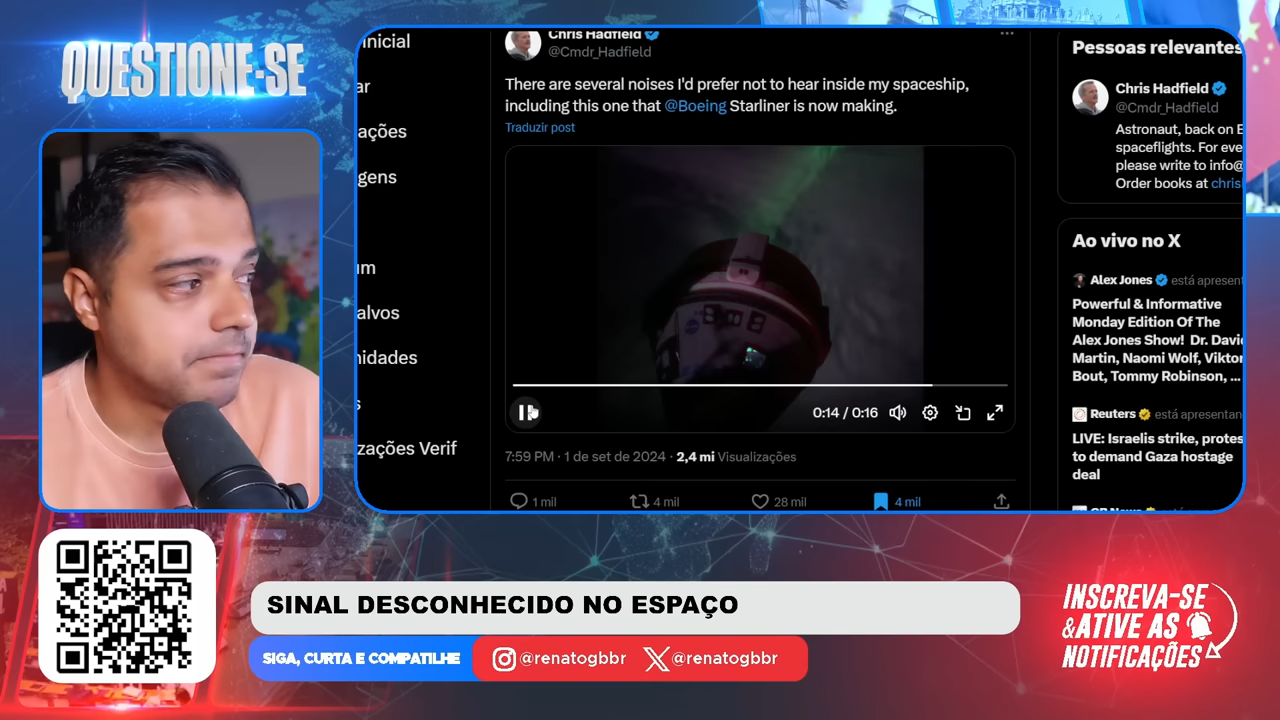 QUESTIONE-SE
inicial
ar
ações
gens
m
alvos
nidades
s
zações Verif
Chris Hadfield
@Cmdr_Hadfield
There are several noises I'd prefer not to hear inside my spaceship,
including this one that @Boeing Starliner is now making.
Traduzir post
0:14 / 0:16
7:59 PM · 1 de set de 2024 · 2,4 mi Visualizações
1 mil
4 mil
28 mil
4 mil
Pessoas relevantes
Chris Hadfield
@Cmdr_Hadfield
Astronaut, back on E
spaceflights. For eve
please write to info@
Order books at chris
Ao vivo no X
Alex Jones está apresent
Powerful & Informative
Monday Edition Of The
Alex Jones Show! Dr. Davi
Martin, Naomi Wolf, Viktor
Bout, Tommy Robinson, ...
Reuters está apresentan
LIVE: Israelis strike, protes
to demand Gaza hostage
deal
SINAL DESCONHECIDO NO ESPAÇO
SIGA, CURTA E COMPATILHE
@renatogbbr
@renatogbbr
INSCREVA-SE
&ATIVE AS
NOTIFICAÇÕES